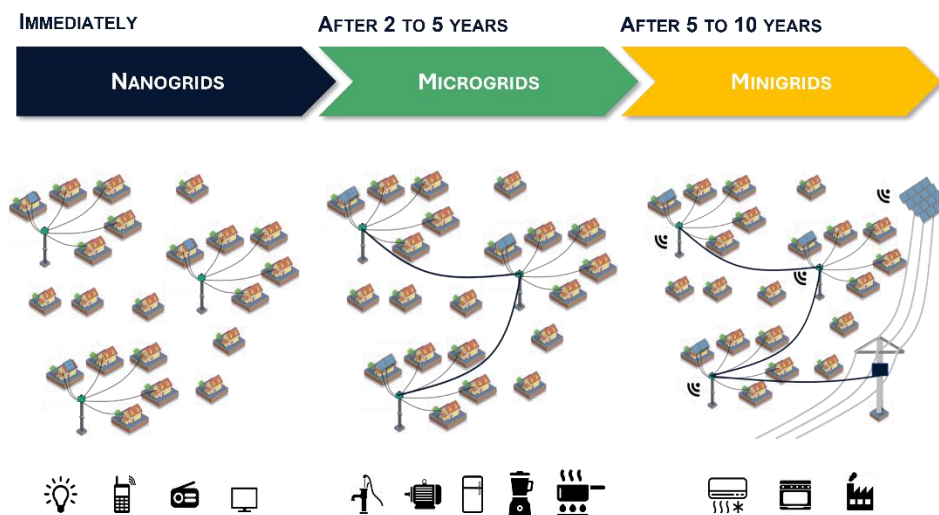 IMMEDIATELY
AFTER 2 TO 5 YEARS
AFTER 5 TO 10 YEARS
NANOGRIDS
MICROGRIDS
MINIGRIDS